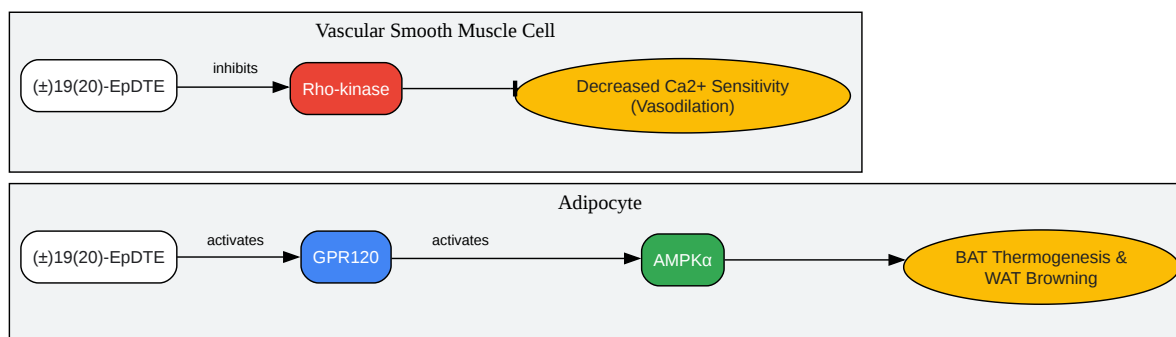 Vascular Smooth Muscle Cell
(±)19(20)-EpDTE
inhibits
Rho-kinase
Decreased Ca2+ Sensitivity
(Vasodilation)
Adipocyte
(±)19(20)-EpDTE
activates
GPR120
activates
AMPKα
BAT Thermogenesis &
WAT Browning